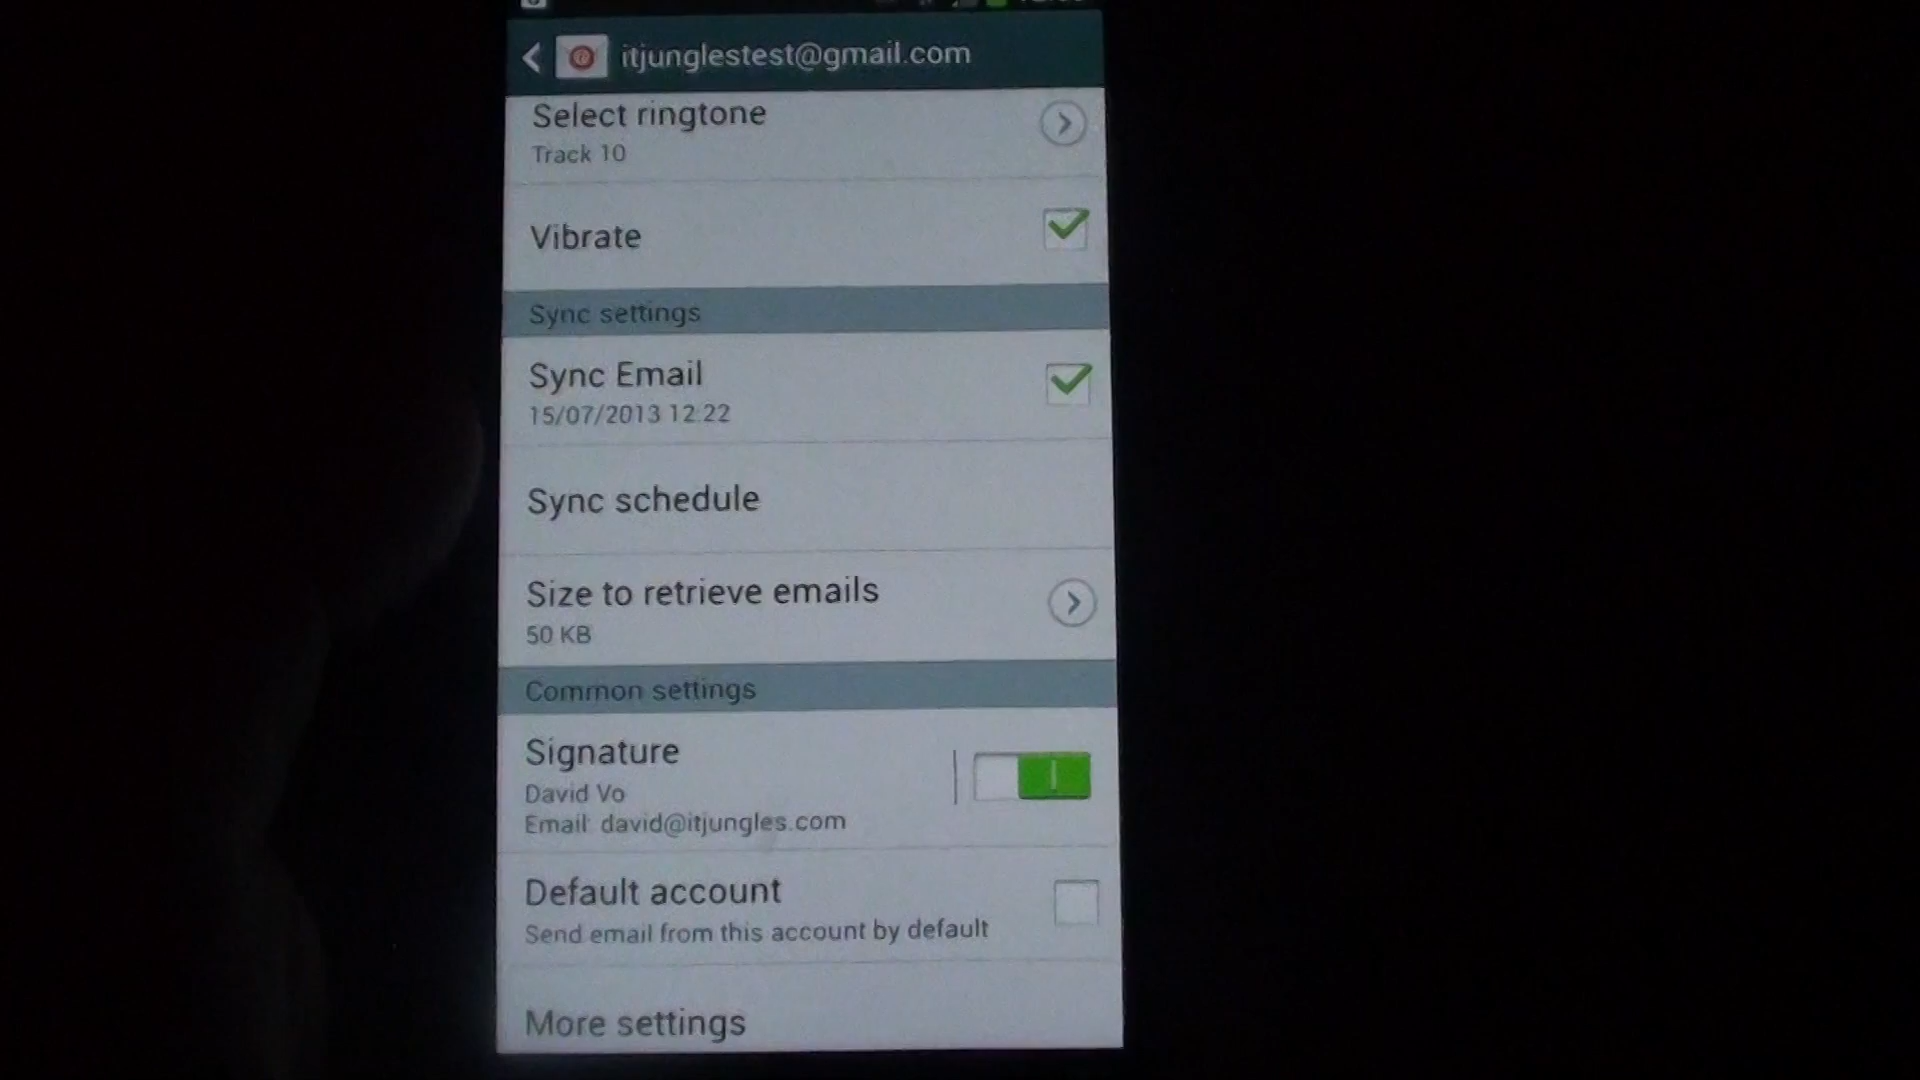 itjunglestest@gmail.com
Select ringtone
Track 10
Vibrate
Sync settings
Sync Email
15/07/2013 12:22
Sync schedule
Size to retrieve emails
50 KB
Common settings
Signature
David Vo
Email: david@itjungles.com
Default account
Send email from this account by default
More settings